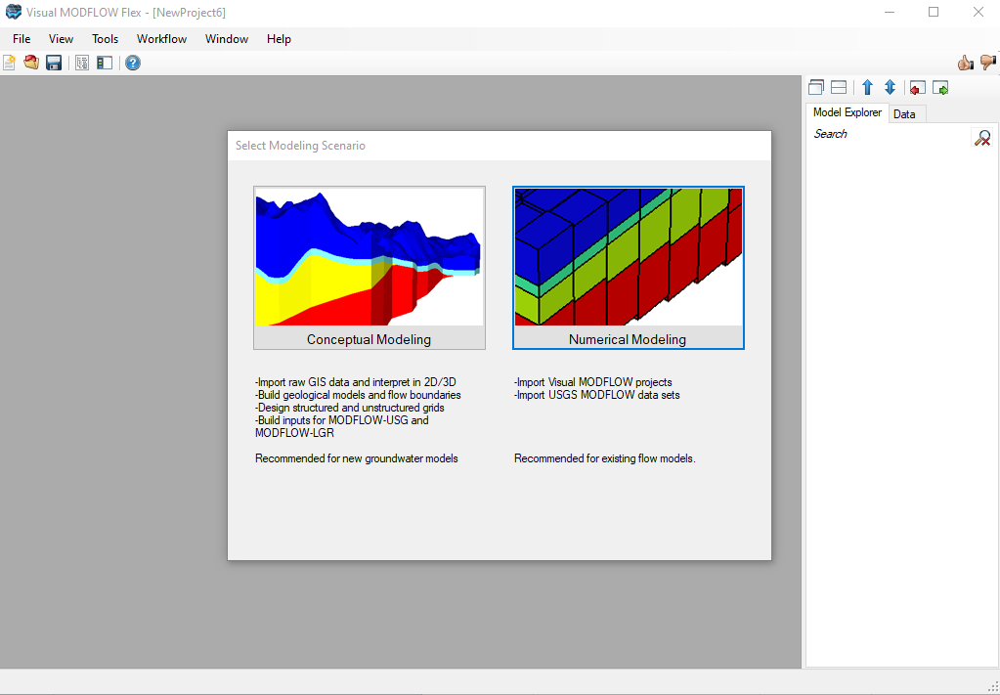 Visual MODFLOW Flex - [NewProject6]
File View Tools Workflow Window Help
Model Explorer Data
Search
Select Modeling Scenario
Conceptual Modeling
-Import raw GIS data and interpret in 2D/3D
-Build geological models and flow boundaries
-Design structured and unstructured grids
-Build inputs for MODFLOW-USG and
MODFLOW-LGR
Recommended for new groundwater models
Numerical Modeling
-Import Visual MODFLOW projects
-Import USGS MODFLOW data sets
Recommended for existing flow models.